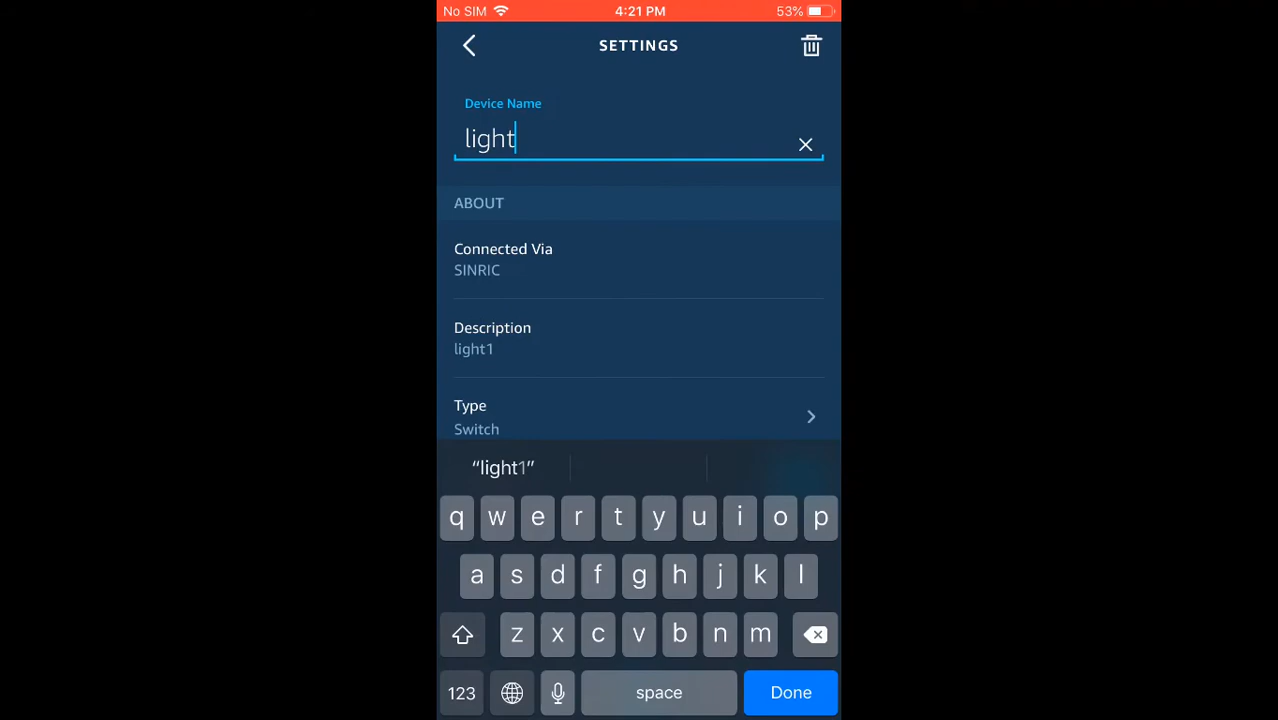 No SIM 4:21 PM 53%
SETTINGS
Device Name
light
ABOUT
Connected Via
SINRIC
Description
light1
Type
Switch
“light1”
q w e r t y u i o p
a s d f g h j k l
z x c v b n m
123 space Done